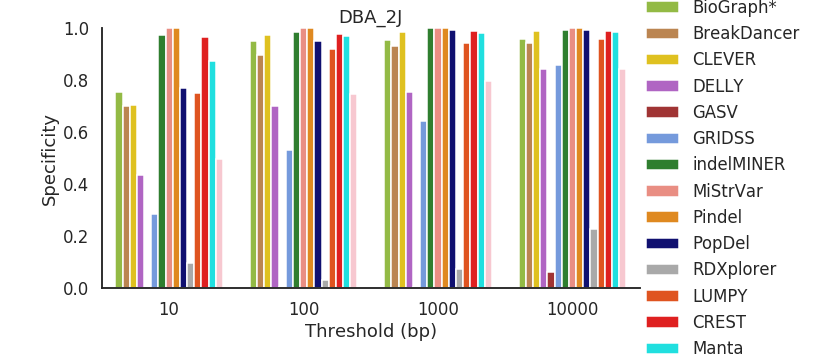 DBA_2J
Specificity
1.0
0.8
0.6
0.4
0.2
0.0
10 100 1000 10000
Threshold (bp)
BioGraph*
BreakDancer
CLEVER
DELLY
GASV
GRIDSS
indelMINER
MiStrVar
Pindel
PopDel
RDXplorer
LUMPY
CREST
Manta